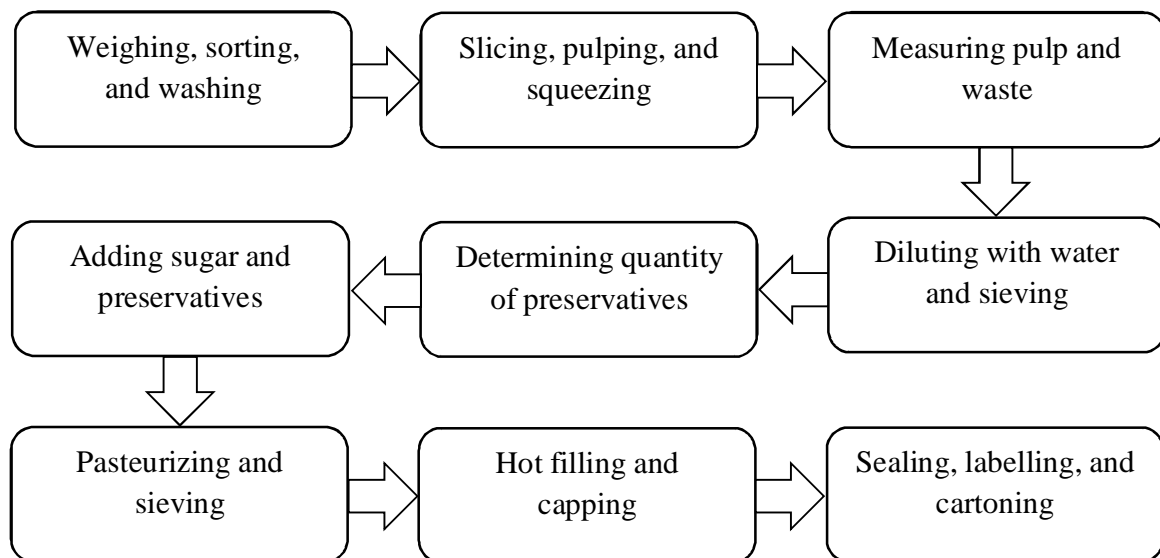 Weighing, sorting,
and washing
Slicing, pulping, and
squeezing
Measuring pulp and
waste
Diluting with water
and sieving
Determining quantity
of preservatives
Adding sugar and
preservatives
Pasteurizing and
sieving
Hot filling and
capping
Sealing, labelling, and
cartoning